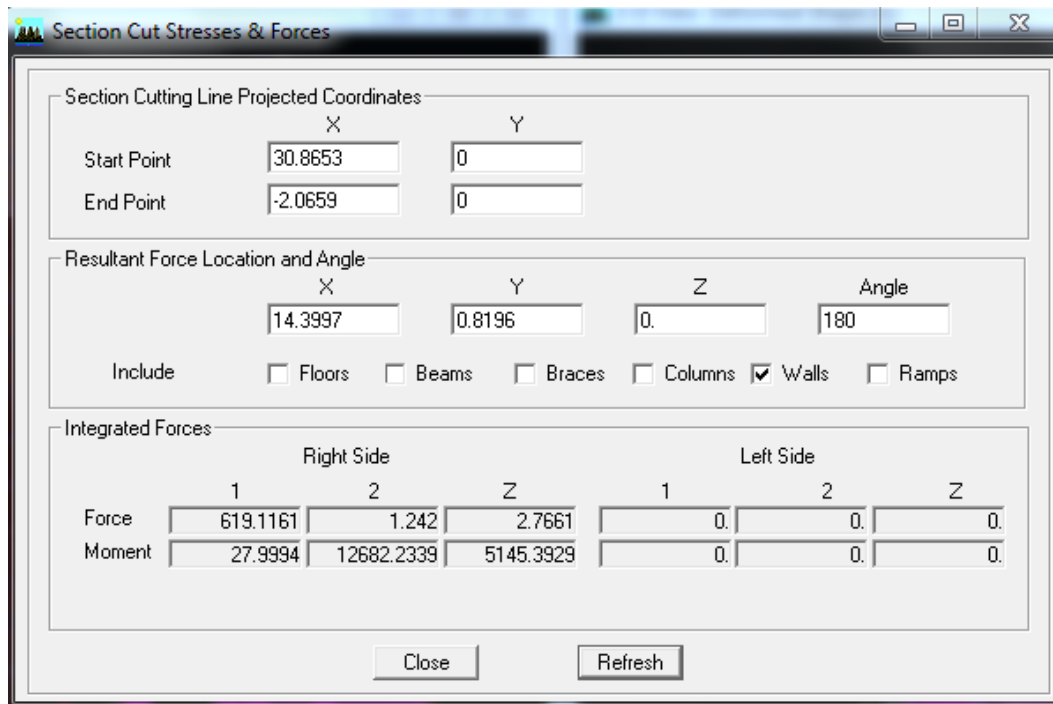 Section Cut Stresses & Forces
Section Cutting Line Projected Coordinates
X Y
Start Point 30.8653 0
End Point -2.0659 0
Resultant Force Location and Angle
X Y Z Angle
14.3997 0.8196 0. 180
Include Floors Beams Braces Columns Walls Ramps
Integrated Forces
Right Side Left Side
1 2 Z 1 2 Z
Force 619.1161 1.242 2.7661 0. 0. 0.
Moment 27.9994 12682.2339 5145.3929 0. 0. 0.
Close Refresh